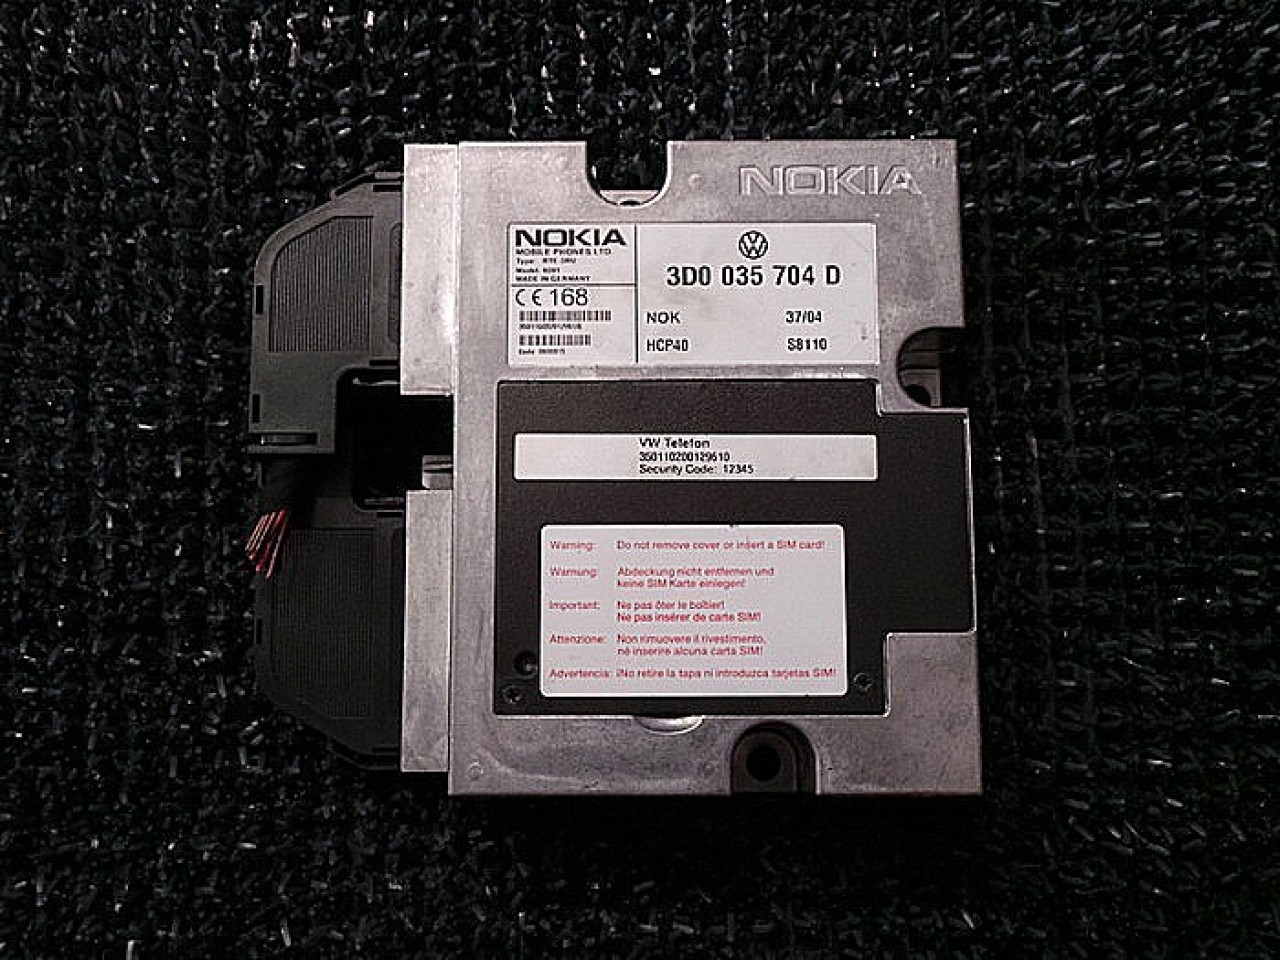 NOKIA
NOKIA
MOBILE PHONES LTD.
Type:
Model:
MADE IN GERMANY
CE 168
Code:
3D0 035 704 D
NOK 37/04
HCP40 S8110
VW Telefon
350110200129610
Security Code: 12345
Warning: Do not remove cover or insert a SIM card!
Warnung: Abdeckung nicht entfernen und
keine SIM Karte einlegen!
Important: Ne pas ôter le boîtier!
Ne pas insérer de carte SIM!
Attenzione: Non rimuovere il rivestimento,
né inserire alcuna carta SIM!
Advertencia: ¡No retire la tapa ni introduzca tarjetas SIM!